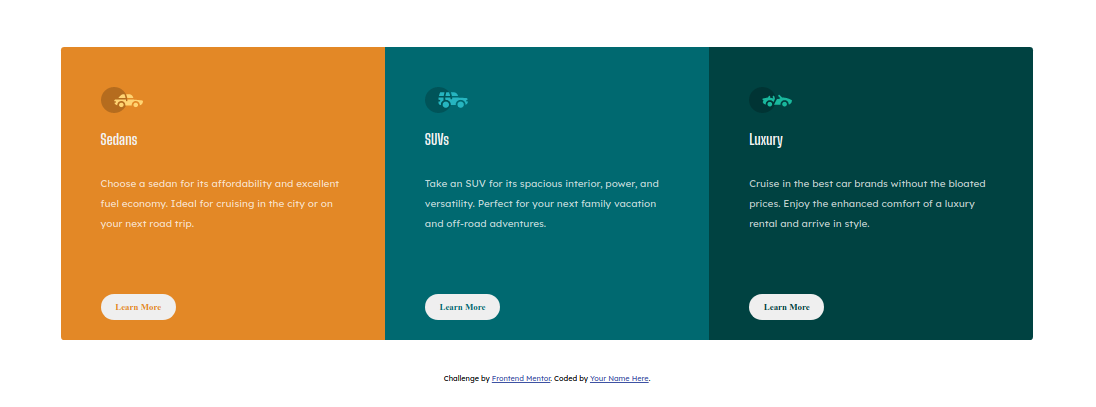 Sedans
Choose a sedan for its affordability and excellent
fuel economy. Ideal for cruising in the city or on
your next road trip.
Learn More
SUVs
Take an SUV for its spacious interior, power, and
versatility. Perfect for your next family vacation
and off-road adventures.
Learn More
Luxury
Cruise in the best car brands without the bloated
prices. Enjoy the enhanced comfort of a luxury
rental and arrive in style.
Learn More
Challenge by Frontend Mentor. Coded by Your Name Here.